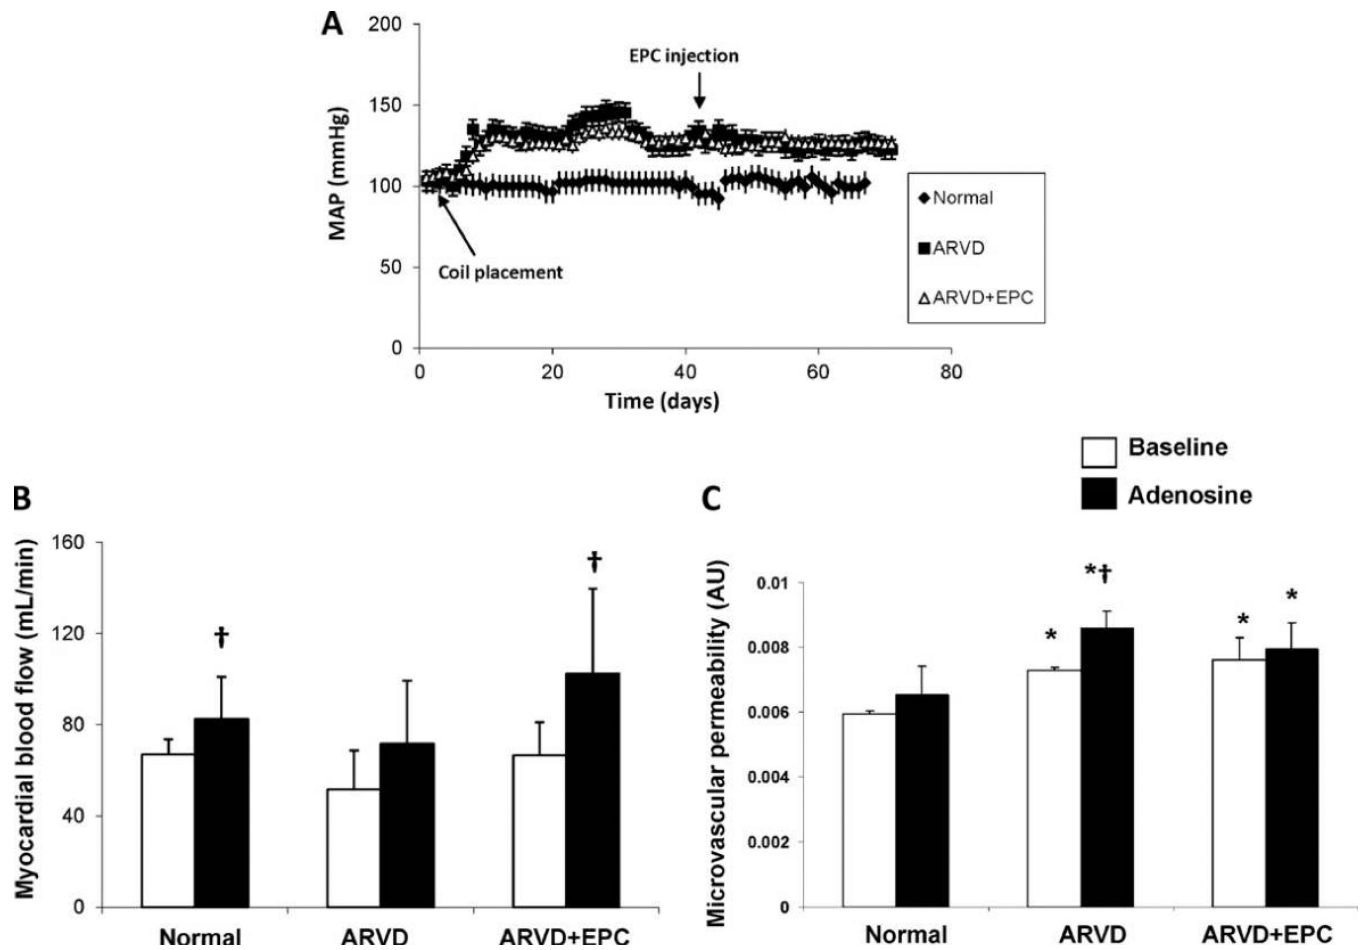 A
200
EPC injection
150
MAP (mmHg)
100
50
0
Coil placement
0 20 40 60 80
Time (days)
Normal
ARVD
ARVD+EPC
Baseline
Adenosine
B
Myocardial blood flow (mL/min)
160
†
120
†
80
40
0
Normal ARVD ARVD+EPC
C
Microvascular permeability (AU)
0.01
*†
*
*
*
0.008
0.006
0.004
0.002
0
Normal ARVD ARVD+EPC